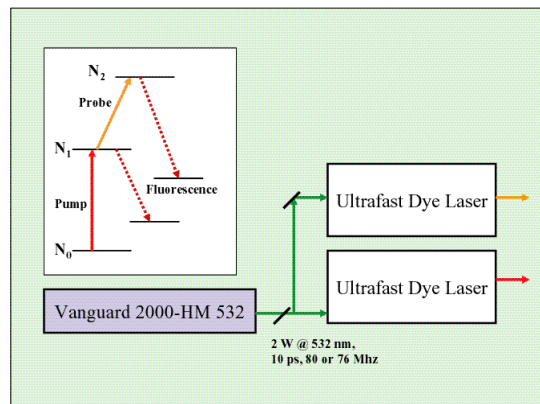 N2
Probe
N1
Fluorescence
Pump
N0
Ultrafast Dye Laser
Ultrafast Dye Laser
Vanguard 2000-HM 532
2 W @ 532 nm,
10 ps, 80 or 76 Mhz